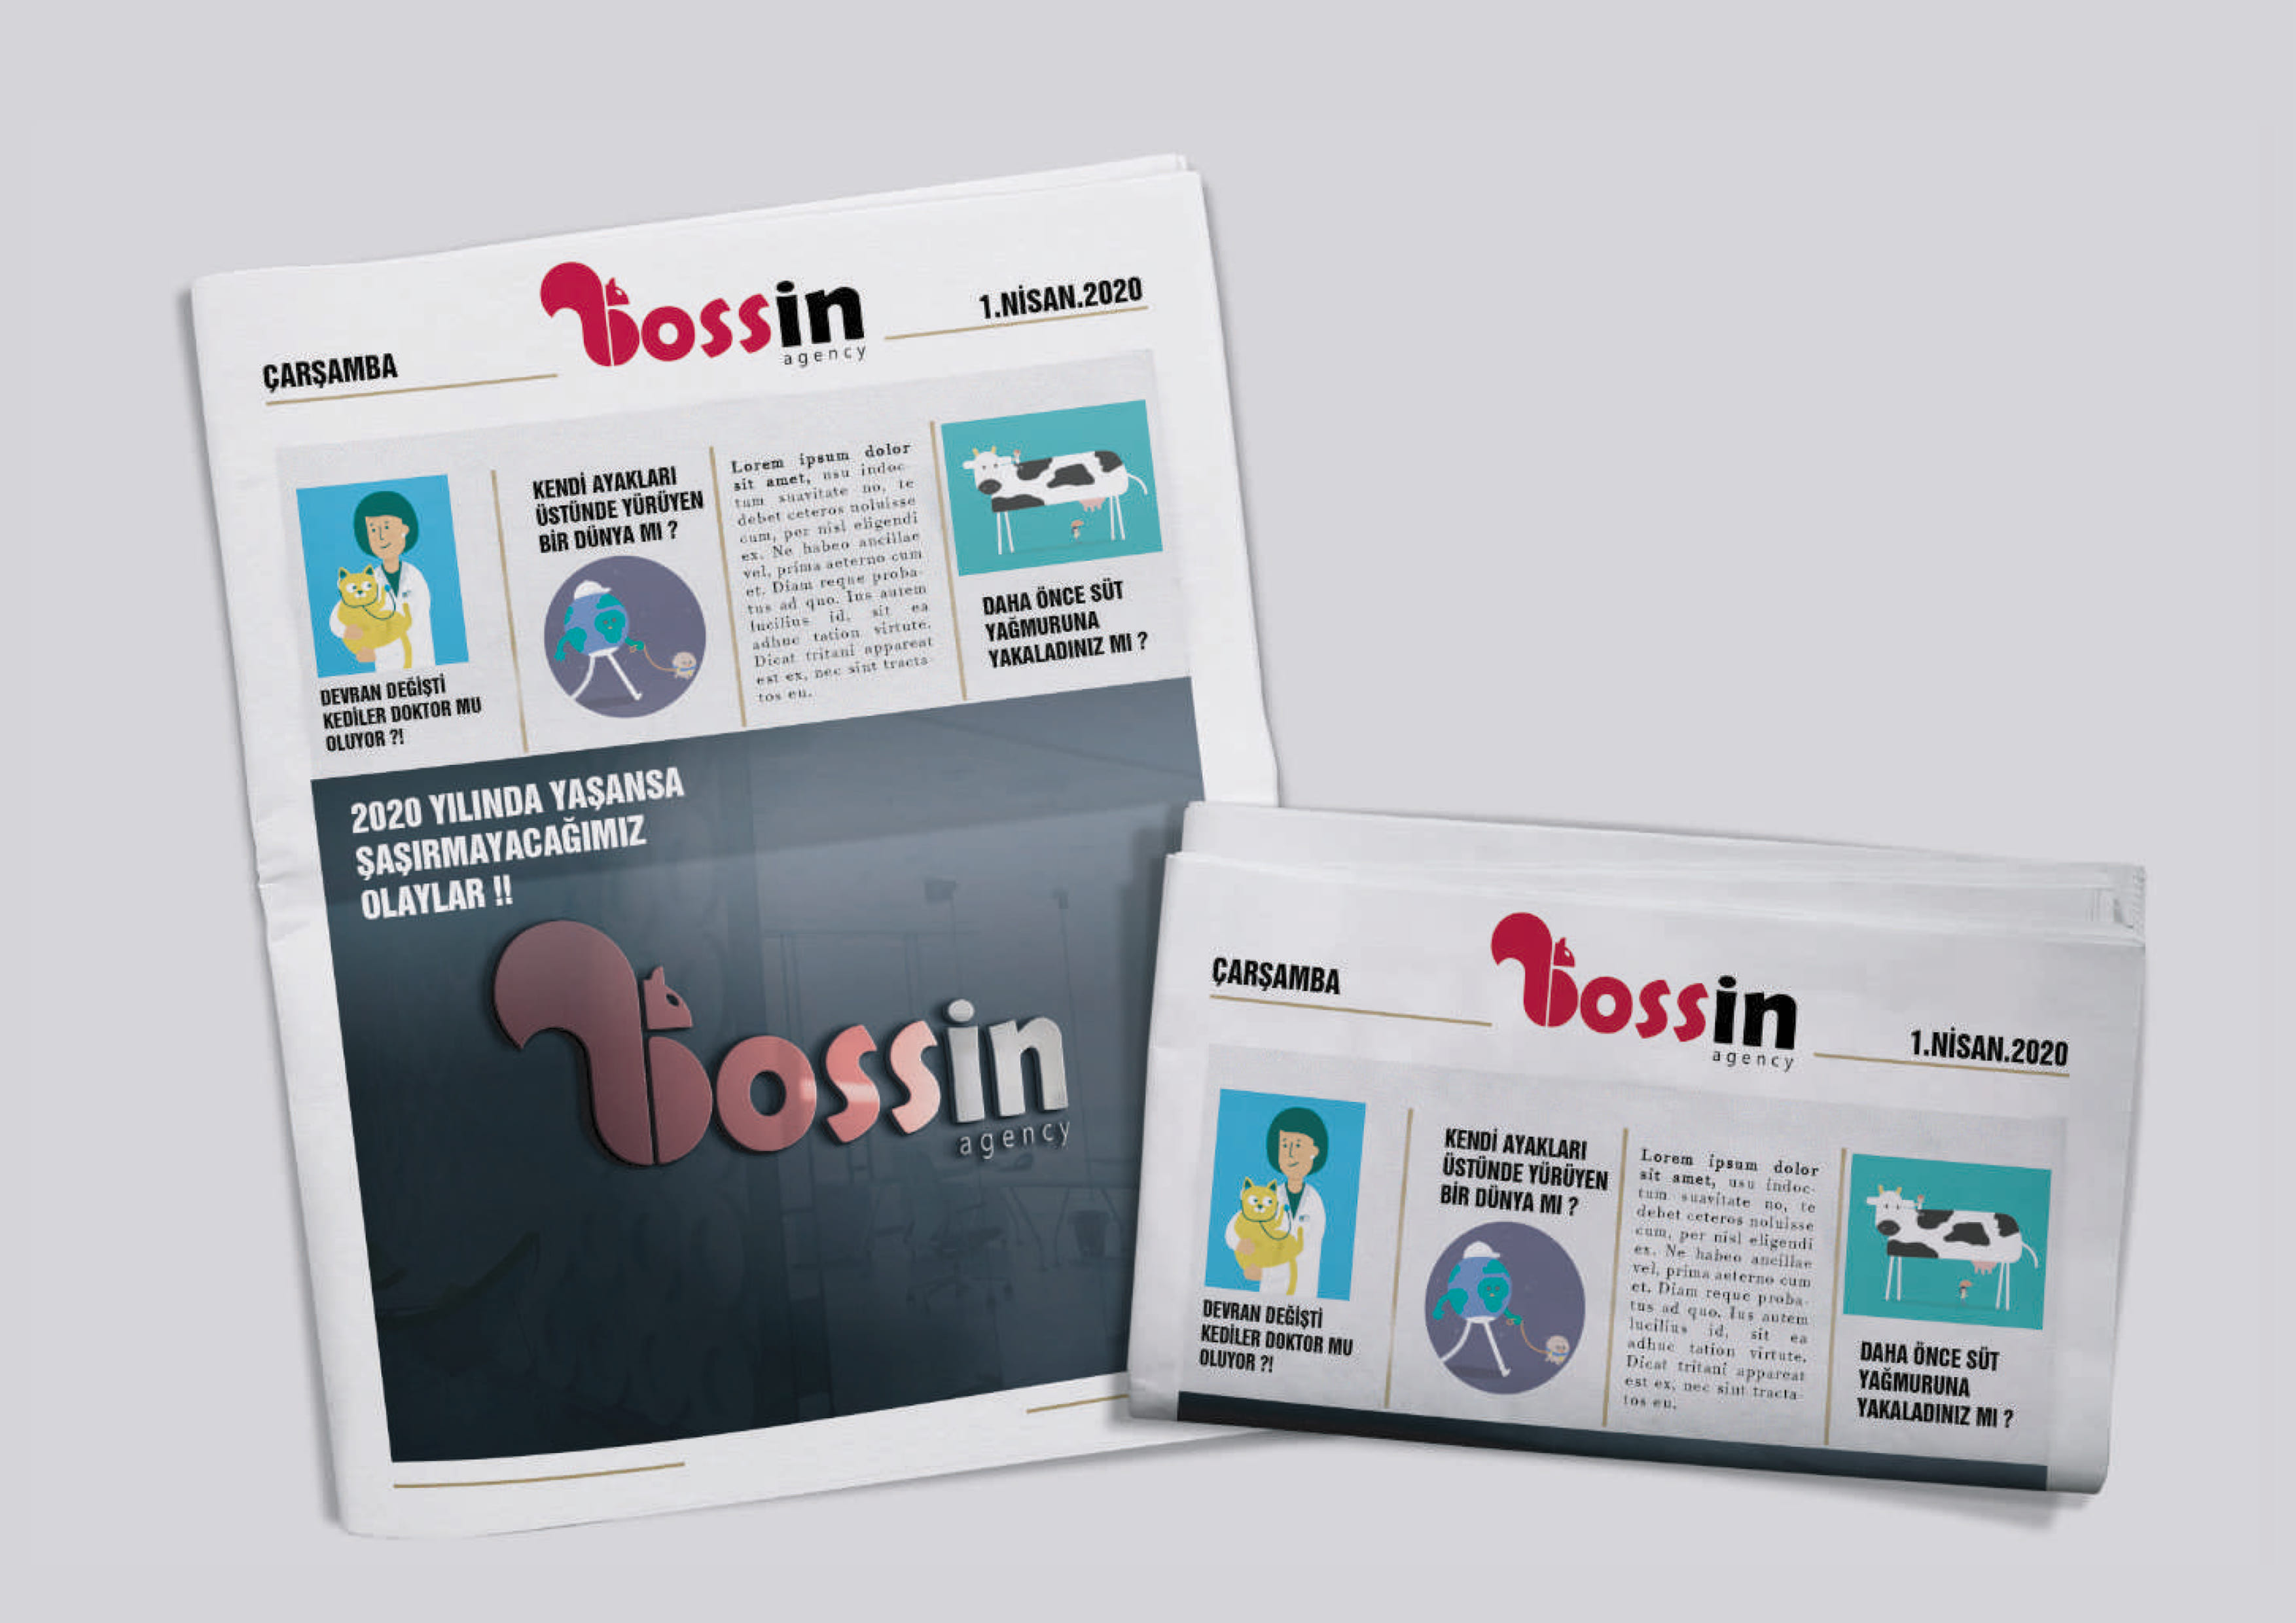 ÇARŞAMBA
bossin
agency
1.NİSAN.2020
DEVRAN DEĞİŞTİ
KEDİLER DOKTOR MU
OLUYOR ?!
KENDİ AYAKLARI
ÜSTÜNDE YÜRÜYEN
BİR DÜNYA MI ?
Lorem ipsum dolor
sit amet, usu indoc-
tum suavitate no, te
debet ceteros noluisse
cum, per nisl eligendi
ex. Ne habeo ancillae
vel, prima aeterno cum
et. Diam reque proba-
tus ad quo. Ius autem
lucilius id, sit ea
adhuc tation virtute.
Dicat tritani appareat
est ex, nec sint tracta-
tos eu.
DAHA ÖNCE SÜT
YAĞMURUNA
YAKALADINIZ MI ?
2020 YILINDA YAŞANSA
ŞAŞIRMAYACAĞIMIZ
OLAYLAR !!
bossin
agency
ÇARŞAMBA
bossin
agency
1.NİSAN.2020
DEVRAN DEĞİŞTİ
KEDİLER DOKTOR MU
OLUYOR ?!
KENDİ AYAKLARI
ÜSTÜNDE YÜRÜYEN
BİR DÜNYA MI ?
Lorem ipsum dolor
sit amet, usu indoc-
tum suavitate no, te
debet ceteros noluisse
cum, per nisl eligendi
ex. Ne habeo ancillae
vel, prima aeterno cum
et. Diam reque proba-
tus ad quo. Ius autem
lucilius id, sit ea
adhuc tation virtute.
Dicat tritani appareat
est ex, nec sint tracta-
tos eu.
DAHA ÖNCE SÜT
YAĞMURUNA
YAKALADINIZ MI ?